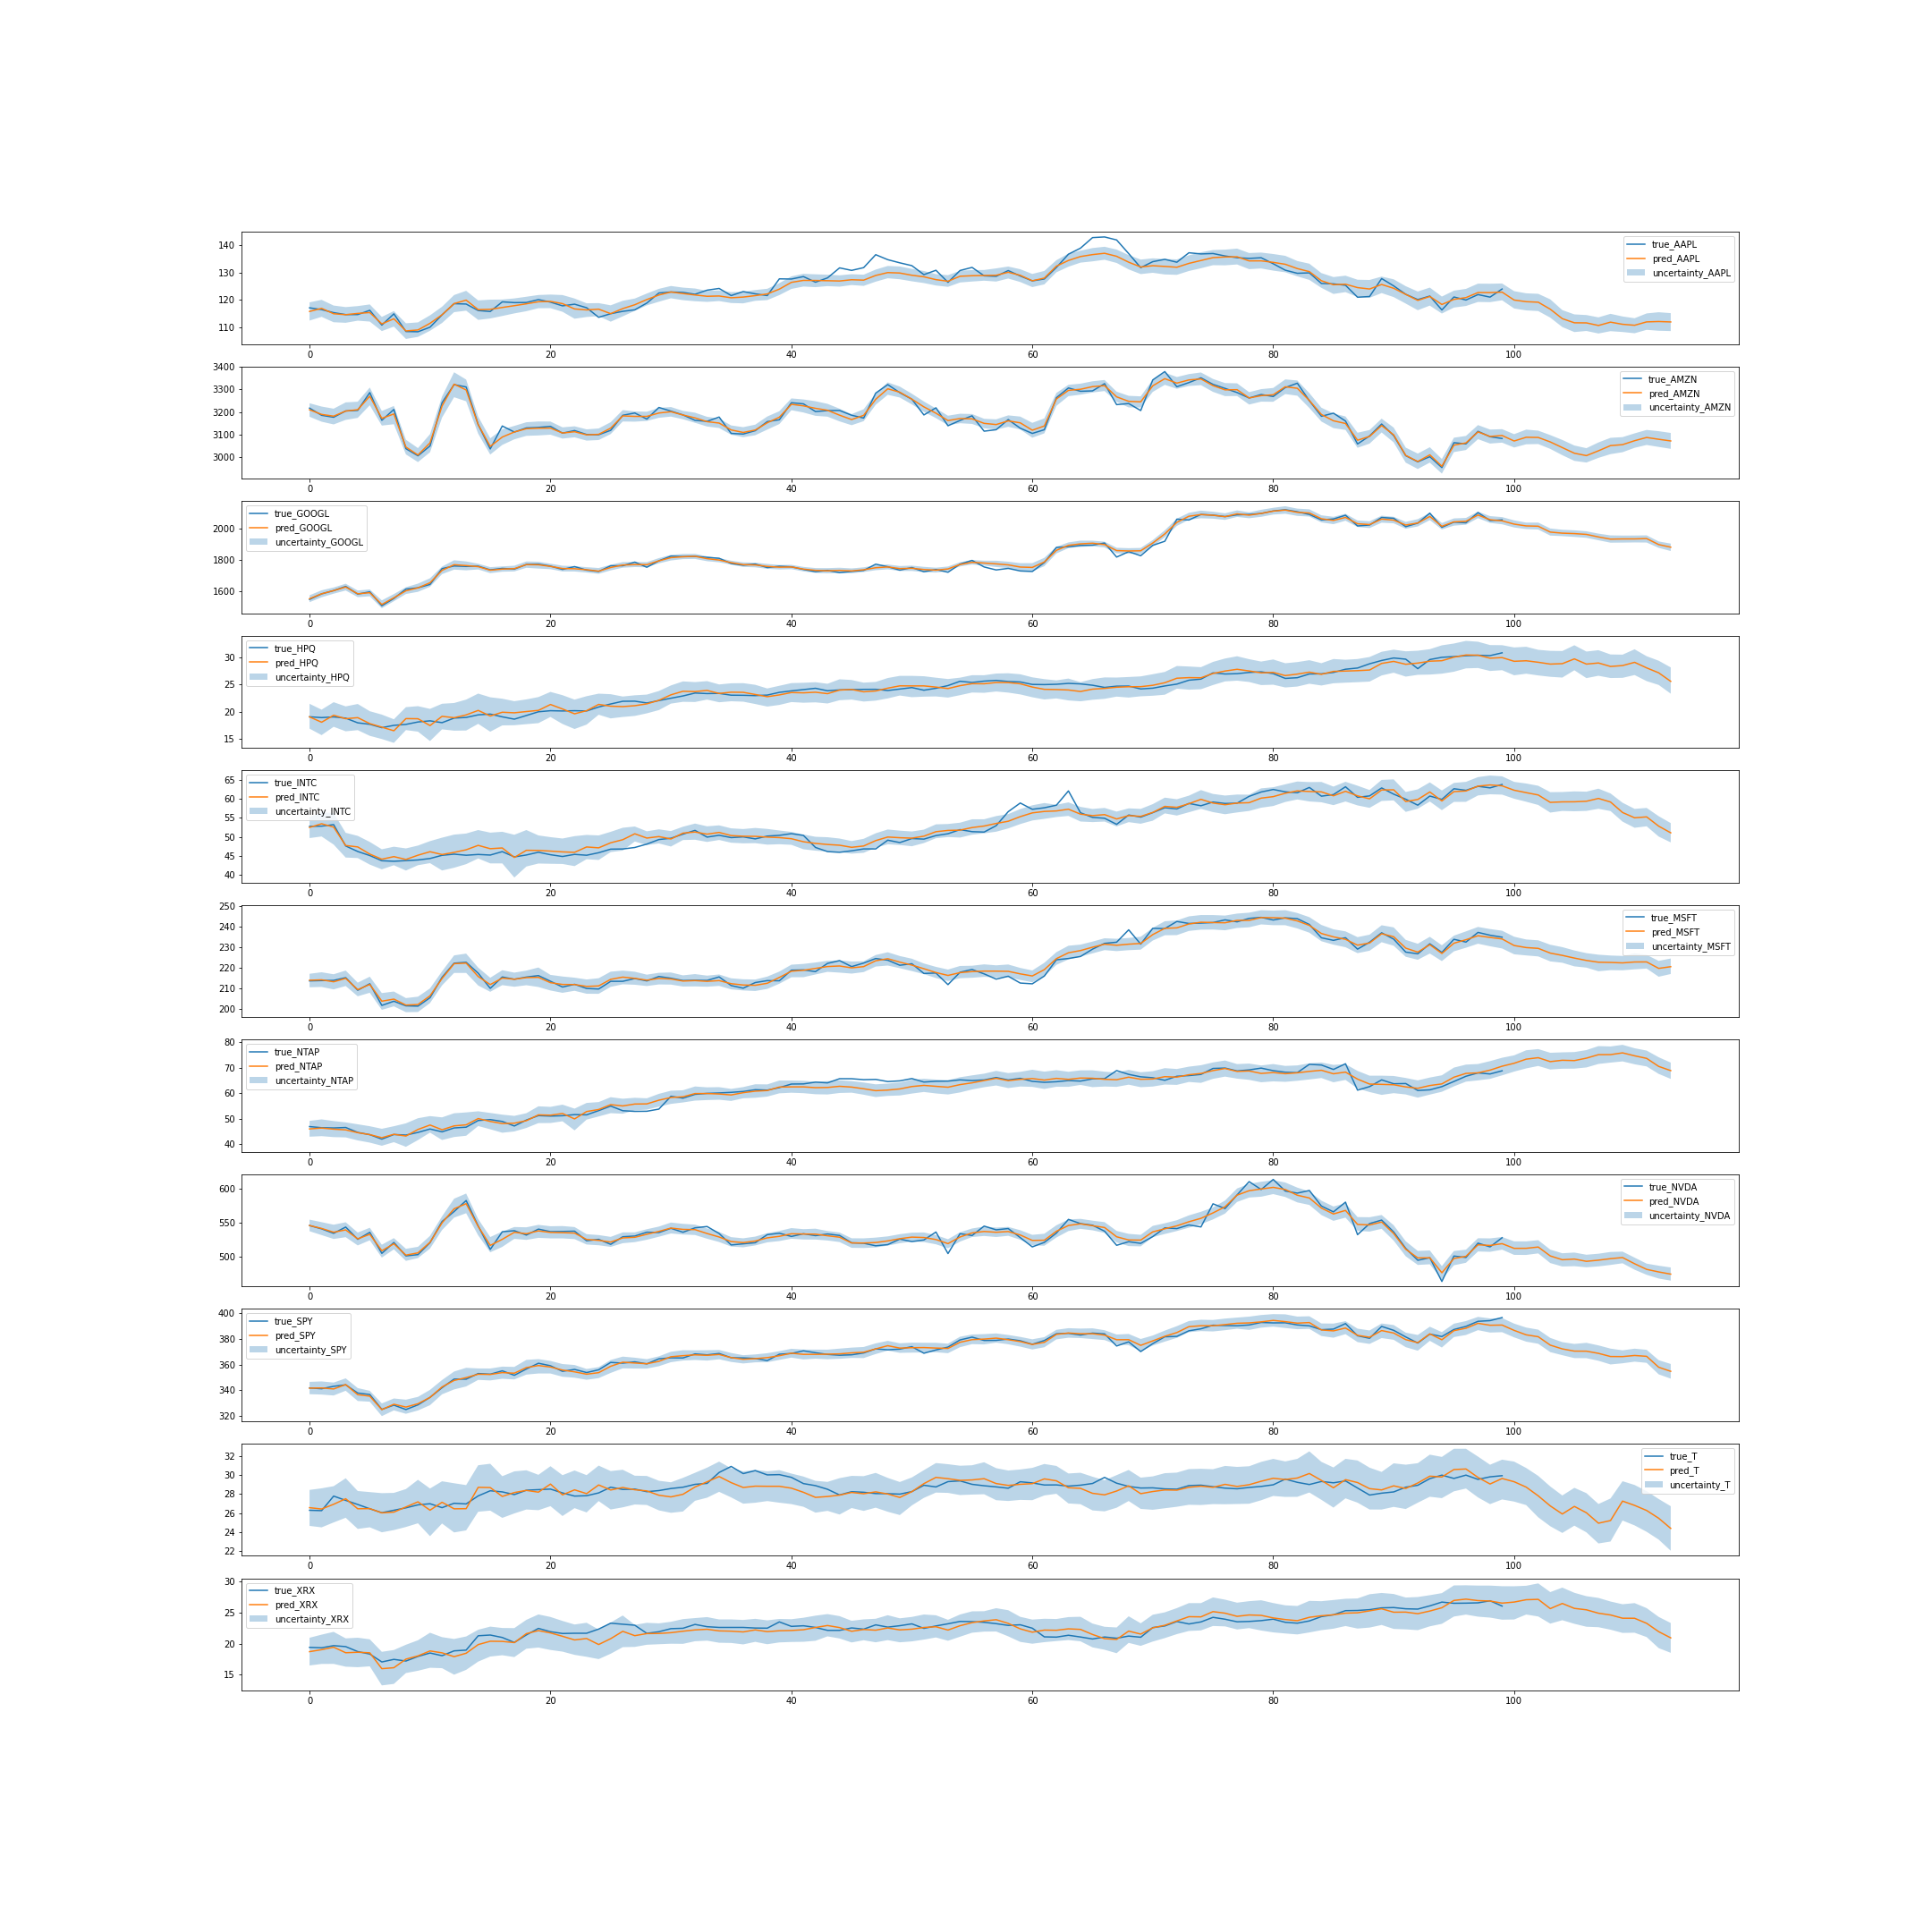 140
130
120
110
true_AAPL
pred_AAPL
uncertainty_AAPL
0 20 40 60 80 100
3400
3300
3200
3100
3000
true_AMZN
pred_AMZN
uncertainty_AMZN
0 20 40 60 80 100
2000
1800
1600
true_GOOGL
pred_GOOGL
uncertainty_GOOGL
0 20 40 60 80 100
30
25
20
15
true_HPQ
pred_HPQ
uncertainty_HPQ
0 20 40 60 80 100
65
60
55
50
45
40
true_INTC
pred_INTC
uncertainty_INTC
0 20 40 60 80 100
250
240
230
220
210
200
true_MSFT
pred_MSFT
uncertainty_MSFT
0 20 40 60 80 100
80
70
60
50
40
true_NTAP
pred_NTAP
uncertainty_NTAP
0 20 40 60 80 100
600
550
500
true_NVDA
pred_NVDA
uncertainty_NVDA
0 20 40 60 80 100
400
380
360
340
320
true_SPY
pred_SPY
uncertainty_SPY
0 20 40 60 80 100
32
30
28
26
24
22
true_T
pred_T
uncertainty_T
0 20 40 60 80 100
30
25
20
15
true_XRX
pred_XRX
uncertainty_XRX
0 20 40 60 80 100